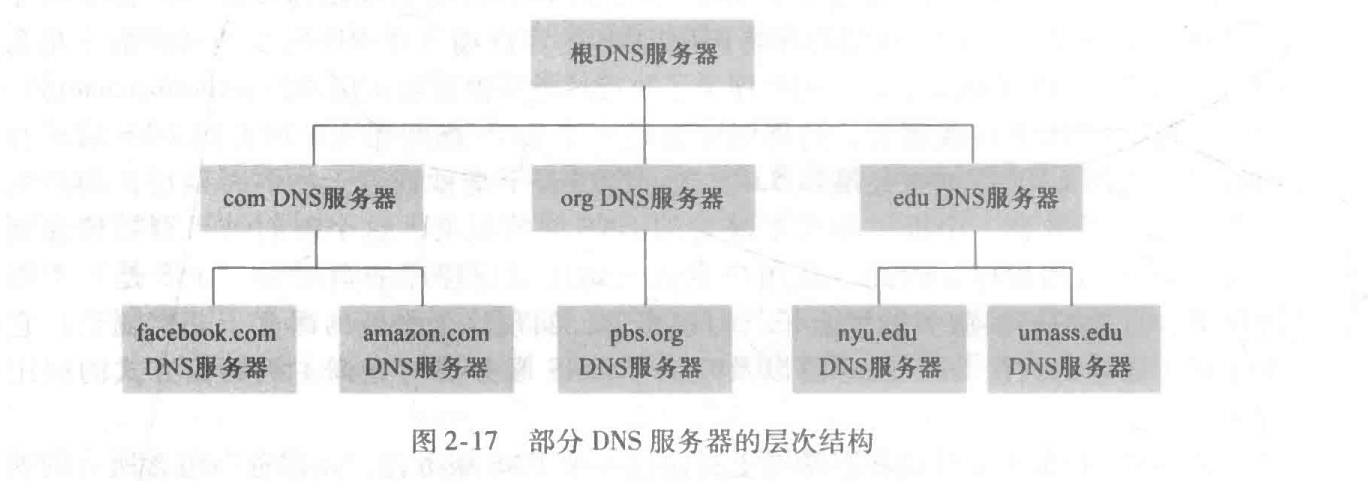 根DNS服务器
com DNS服务器
org DNS服务器
edu DNS服务器
facebook.com
DNS服务器
amazon.com
DNS服务器
pbs.org
DNS服务器
nyu.edu
DNS服务器
umass.edu
DNS服务器
图 2-17 部分 DNS 服务器的层次结构